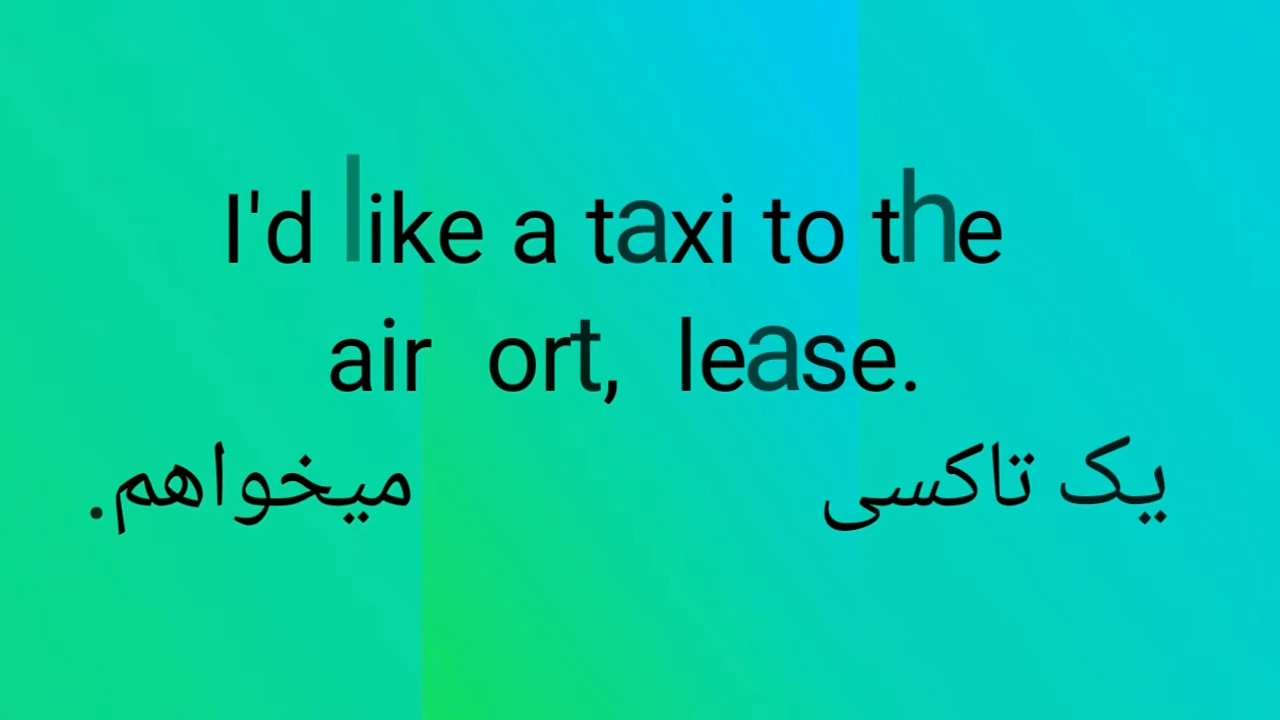 I'd like a taxi to the
air ort, lease.
یک تاکسی میخواهم.